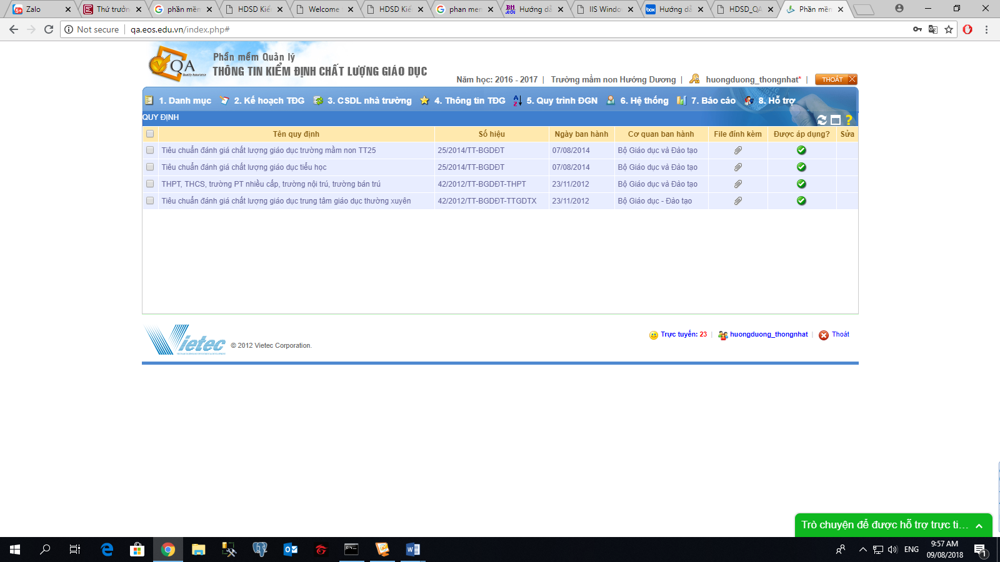 Zalo
Thứ trưởn
phần mền
HDSD Kiể
Welcome
HDSD Kiể
phan men
Hướng dẫ
IIS Windo
Hướng dẫ
HDSD_QA
Phần mền
Not secure
qa.eos.edu.vn/index.php#
QA
Quality Assurance
Phần mềm Quản lý
THÔNG TIN KIỂM ĐỊNH CHẤT LƯỢNG GIÁO DỤC
Năm học: 2016 - 2017 | Trường mầm non Hướng Dương | huongduong_thongnhat* | THOÁT
1. Danh mục 2. Kế hoạch TĐG 3. CSDL nhà trường 4. Thông tin TĐG 5. Quy trình ĐGN 6. Hệ thống 7. Báo cáo 8. Hỗ trợ
QUY ĐỊNH
Tên quy định Số hiệu Ngày ban hành Cơ quan ban hành File đính kèm Được áp dụng? Sửa
Tiêu chuẩn đánh giá chất lượng giáo dục trường mầm non TT25 25/2014/TT-BGDĐT 07/08/2014 Bộ Giáo dục và Đào tạo
Tiêu chuẩn đánh giá chất lượng giáo dục tiểu học 25/2014/TT-BGDĐT 07/08/2014 Bộ Giáo dục và Đào tạo
THPT, THCS, trường PT nhiều cấp, trường nội trú, trường bán trú 42/2012/TT-BGDĐT-THPT 23/11/2012 Bộ Giáo dục và Đào tạo
Tiêu chuẩn đánh giá chất lượng giáo dục trung tâm giáo dục thường xuyên 42/2012/TT-BGDĐT-TTGDTX 23/11/2012 Bộ Giáo dục - Đào tạo
Vietec
© 2012 Vietec Corporation.
Trực tuyến: 23 | huongduong_thongnhat | Thoát
Trò chuyện để được hỗ trợ trực ti...
ENG
9:57 AM
09/08/2018
1